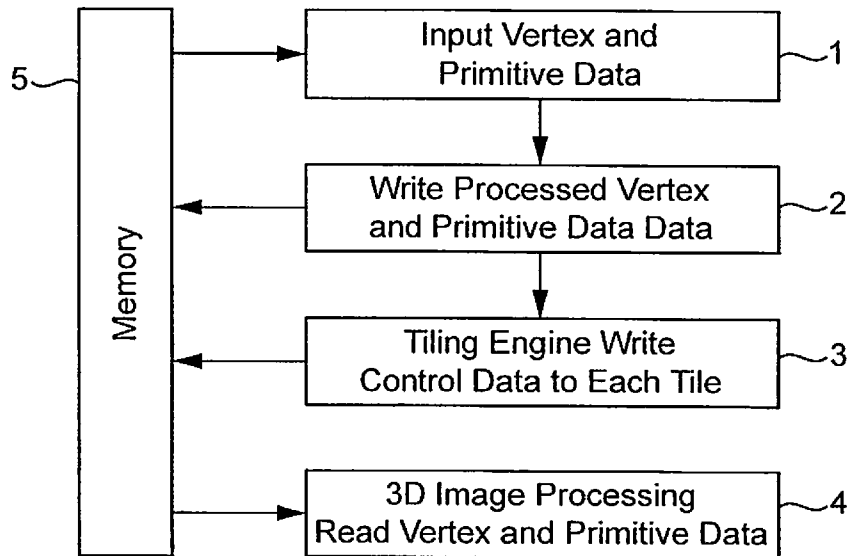 Input Vertex and
Primitive Data
1
5
Write Processed Vertex
and Primitive Data Data
2
Memory
Tiling Engine Write
Control Data to Each Tile
3
3D Image Processing
Read Vertex and Primitive Data
4